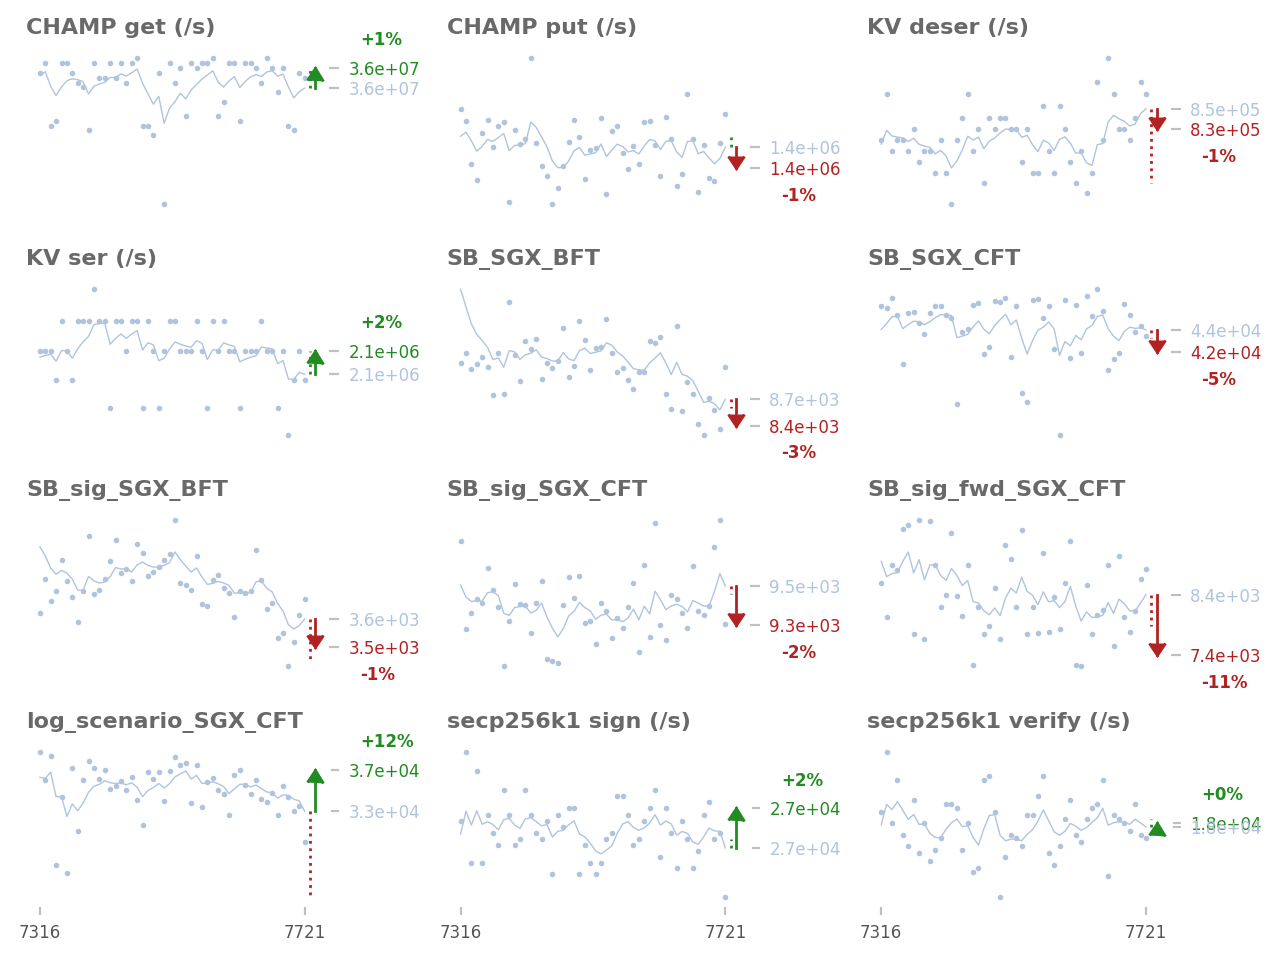 CHAMP get (/s)
+1%
3.6e+07
3.6e+07
CHAMP put (/s)
1.4e+06
1.4e+06
-1%
KV deser (/s)
8.5e+05
8.3e+05
-1%
KV ser (/s)
+2%
2.1e+06
2.1e+06
SB_SGX_BFT
8.7e+03
8.4e+03
-3%
SB_SGX_CFT
4.4e+04
4.2e+04
-5%
SB_sig_SGX_BFT
3.6e+03
3.5e+03
-1%
SB_sig_SGX_CFT
9.5e+03
9.3e+03
-2%
SB_sig_fwd_SGX_CFT
8.4e+03
7.4e+03
-11%
log_scenario_SGX_CFT
+12%
3.7e+04
3.3e+04
7316 7721
secp256k1 sign (/s)
+2%
2.7e+04
2.7e+04
7316 7721
secp256k1 verify (/s)
+0%
1.8e+04
7316 7721